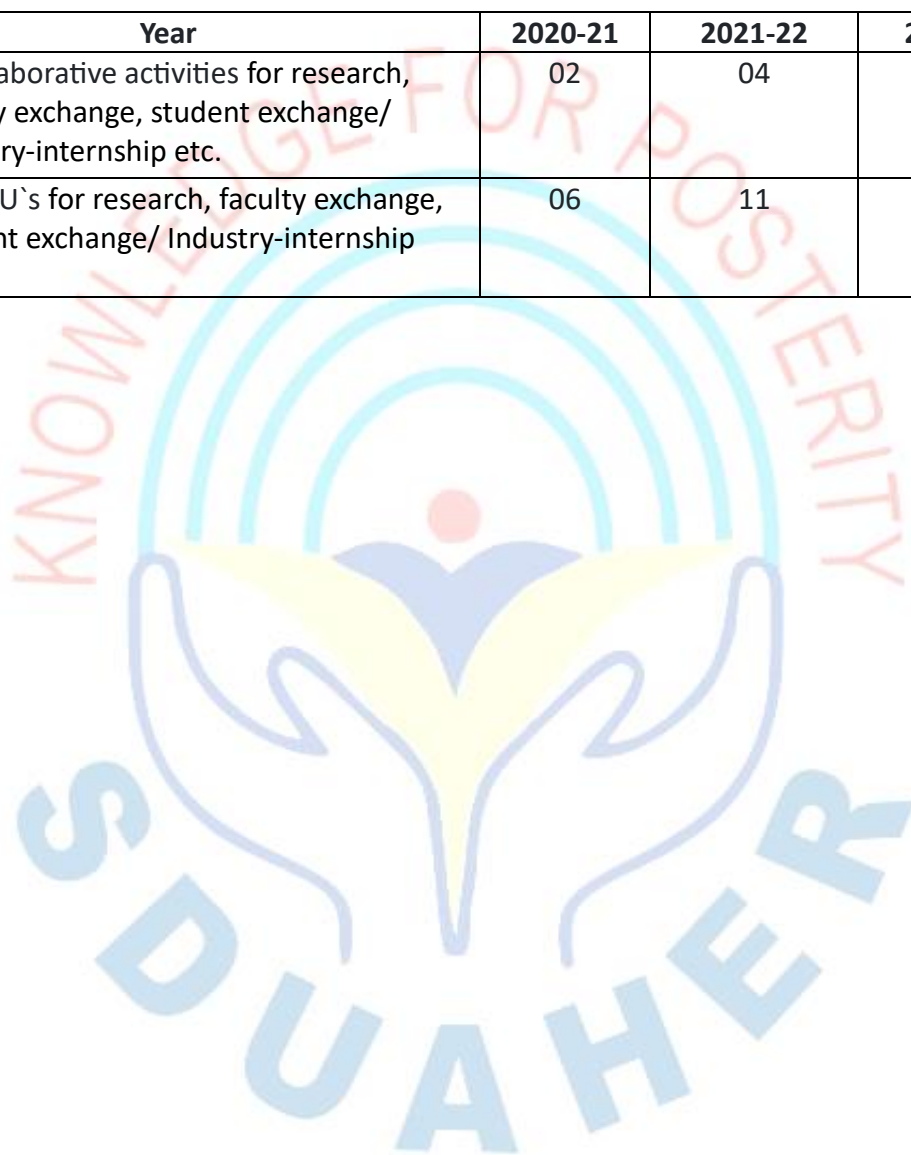 Year 2020-21 2021-22 2
aborative activities for research, 02 04
y exchange, student exchange/
ry-internship etc.
U`s for research, faculty exchange, 06 11
nt exchange/ Industry-internship
KNOWLEDGE FOR POSTERITY
SDUAHER